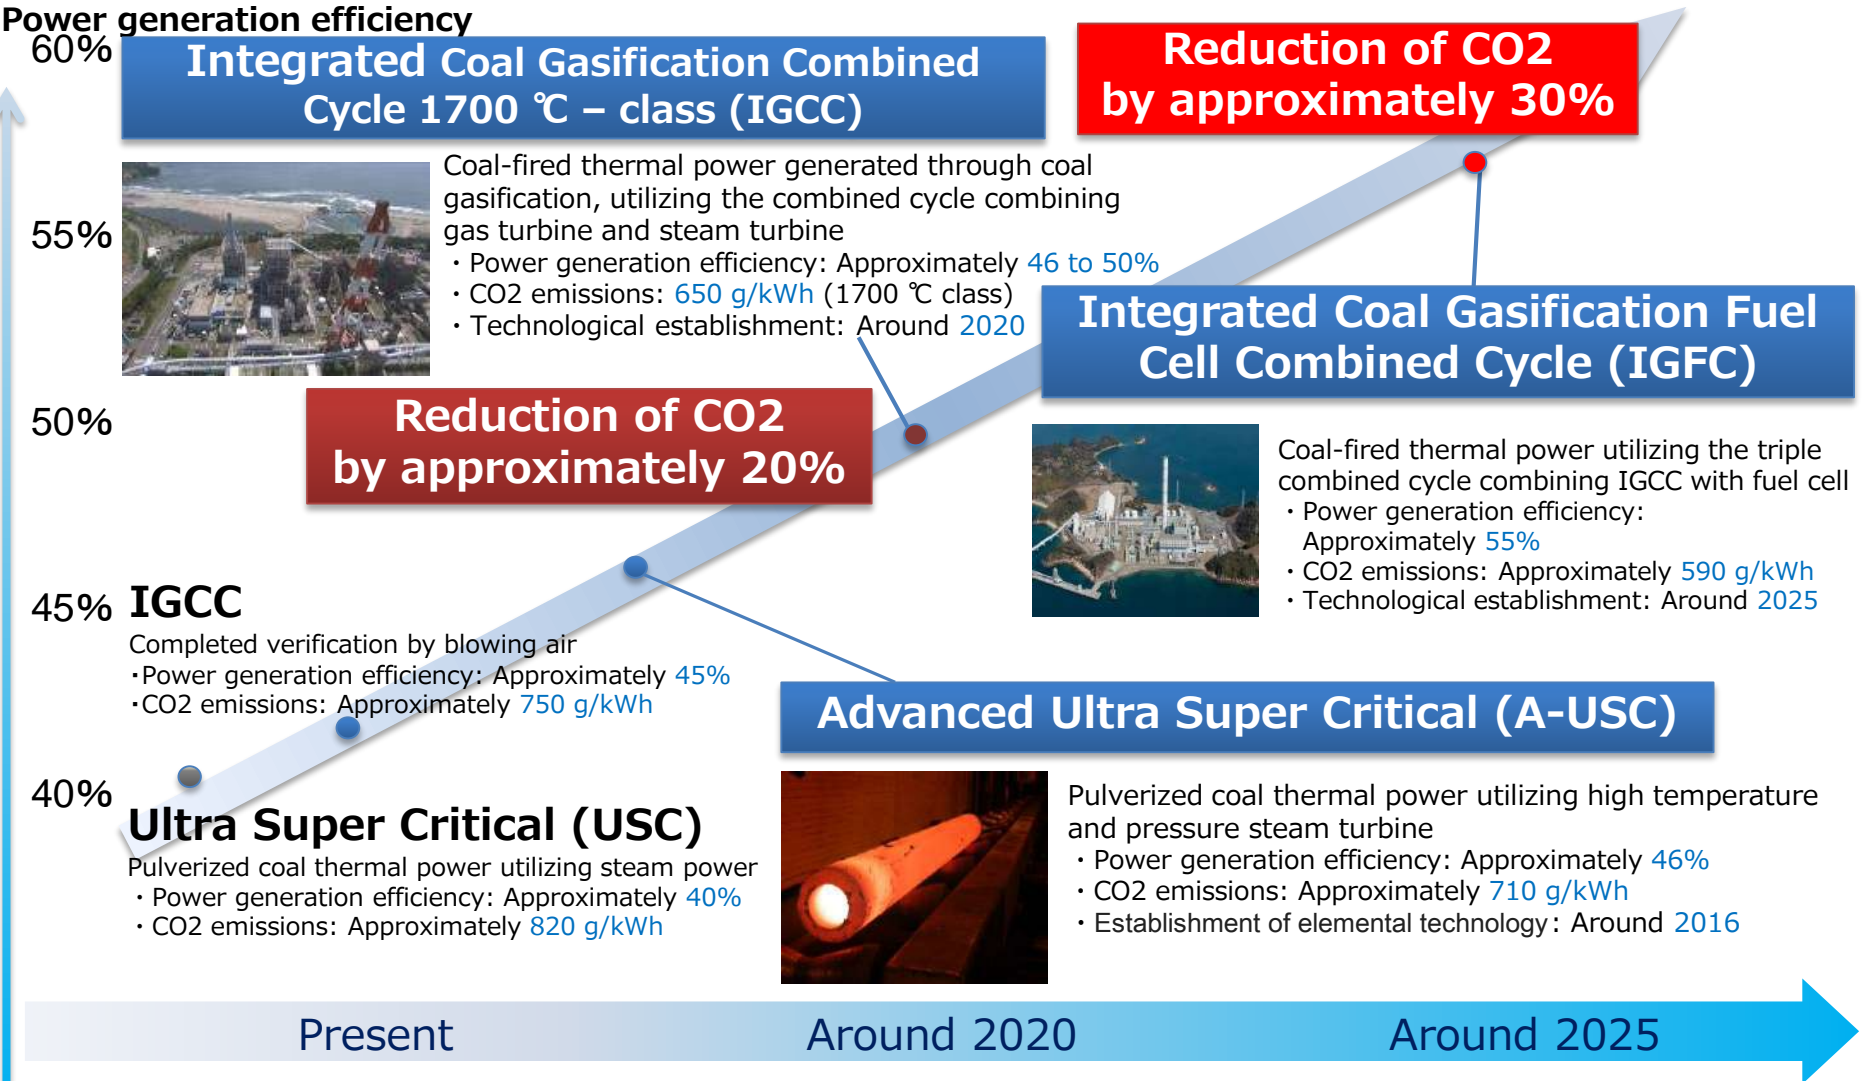 Power generation efficiency
60%
Integrated Coal Gasification Combined
Cycle 1700 ℃ – class (IGCC)
Reduction of CO2
by approximately 30%
Coal-fired thermal power generated through coal
gasification, utilizing the combined cycle combining
gas turbine and steam turbine
・Power generation efficiency: Approximately 46 to 50%
・CO2 emissions: 650 g/kWh (1700 ℃ class)
・Technological establishment: Around 2020
55%
Integrated Coal Gasification Fuel
Cell Combined Cycle (IGFC)
50%
Reduction of CO2
by approximately 20%
Coal-fired thermal power utilizing the triple
combined cycle combining IGCC with fuel cell
・Power generation efficiency:
Approximately 55%
・CO2 emissions: Approximately 590 g/kWh
・Technological establishment: Around 2025
45%
IGCC
Completed verification by blowing air
・Power generation efficiency: Approximately 45%
・CO2 emissions: Approximately 750 g/kWh
Advanced Ultra Super Critical (A-USC)
Pulverized coal thermal power utilizing high temperature
and pressure steam turbine
・Power generation efficiency: Approximately 46%
・CO2 emissions: Approximately 710 g/kWh
・Establishment of elemental technology: Around 2016
40%
Ultra Super Critical (USC)
Pulverized coal thermal power utilizing steam power
・Power generation efficiency: Approximately 40%
・CO2 emissions: Approximately 820 g/kWh
Present
Around 2020
Around 2025